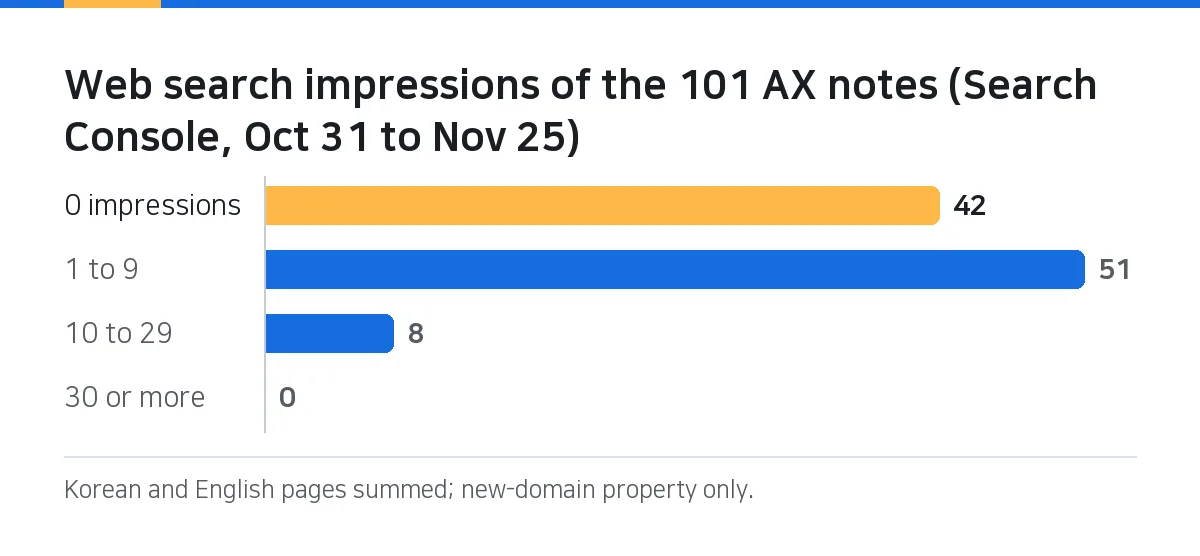 Web search impressions of the 101 AX notes (Search
Console, Oct 31 to Nov 25)
0 impressions 42
1 to 9 51
10 to 29 8
30 or more 0
Korean and English pages summed; new-domain property only.